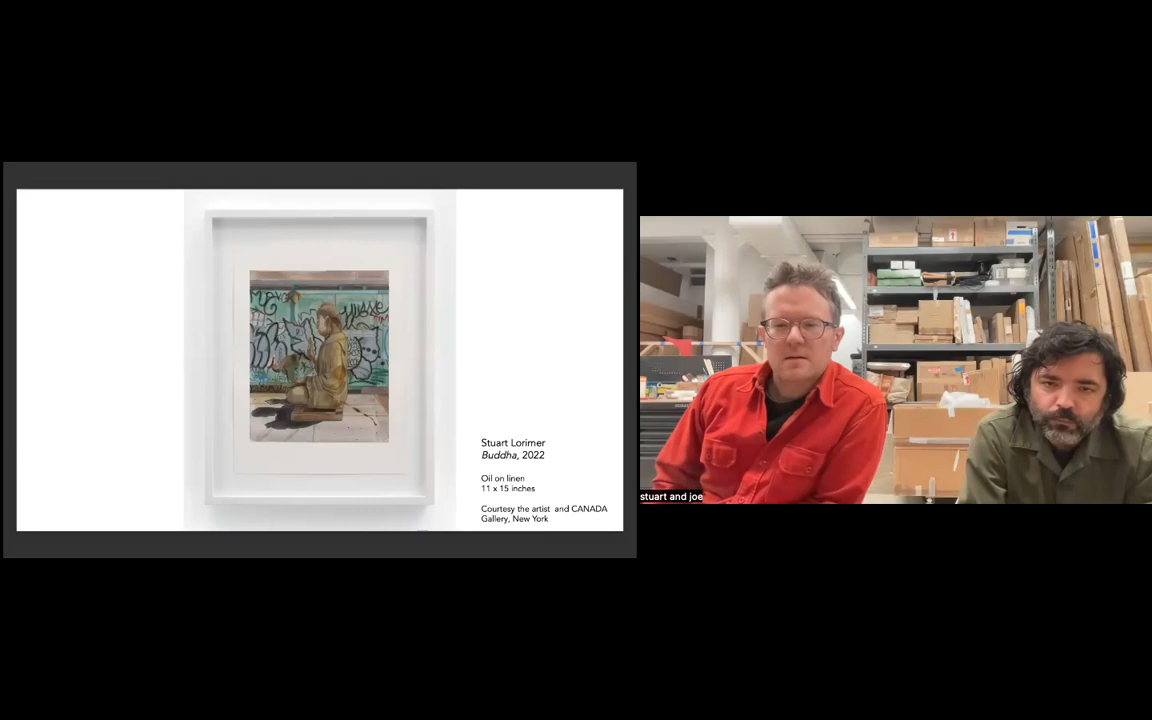 Stuart Lorimer
Buddha, 2022
Oil on linen
11 x 15 inches
Courtesy the artist and CANADA
Gallery, New York
stuart and joe